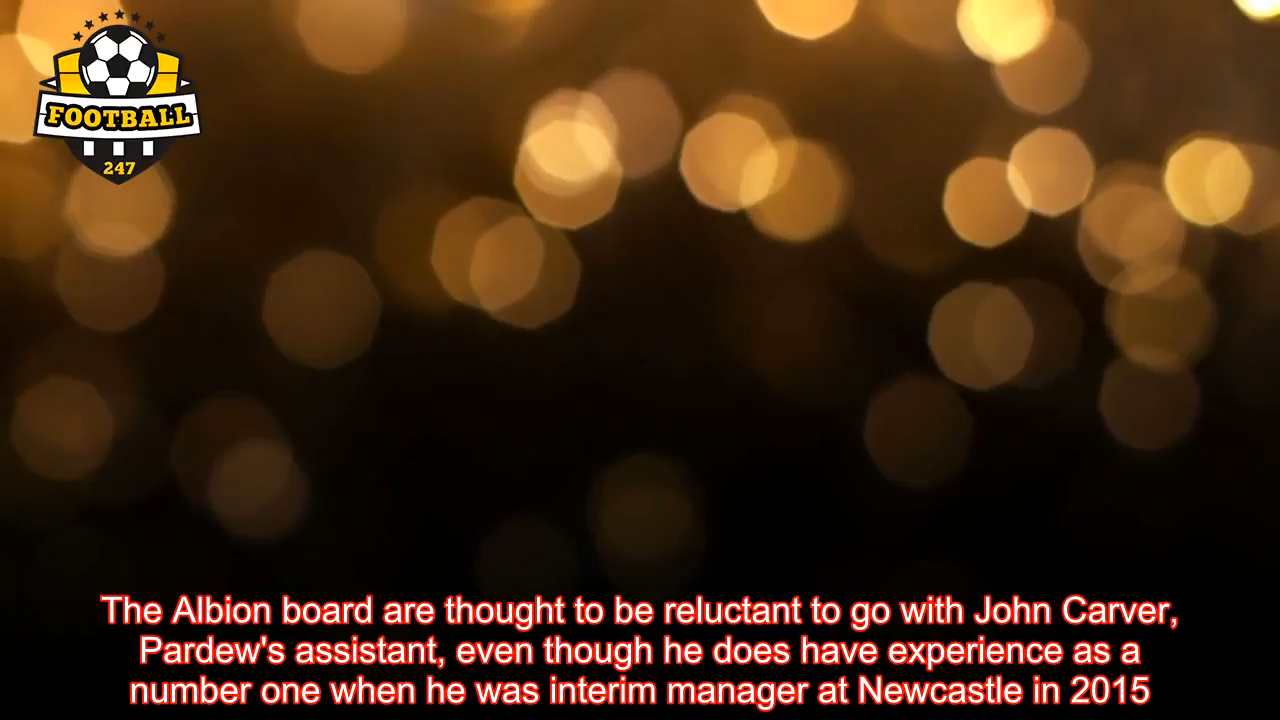 FOOTBALL
247
The Albion board are thought to be reluctant to go with John Carver,
Pardew's assistant, even though he does have experience as a
number one when he was interim manager at Newcastle in 2015